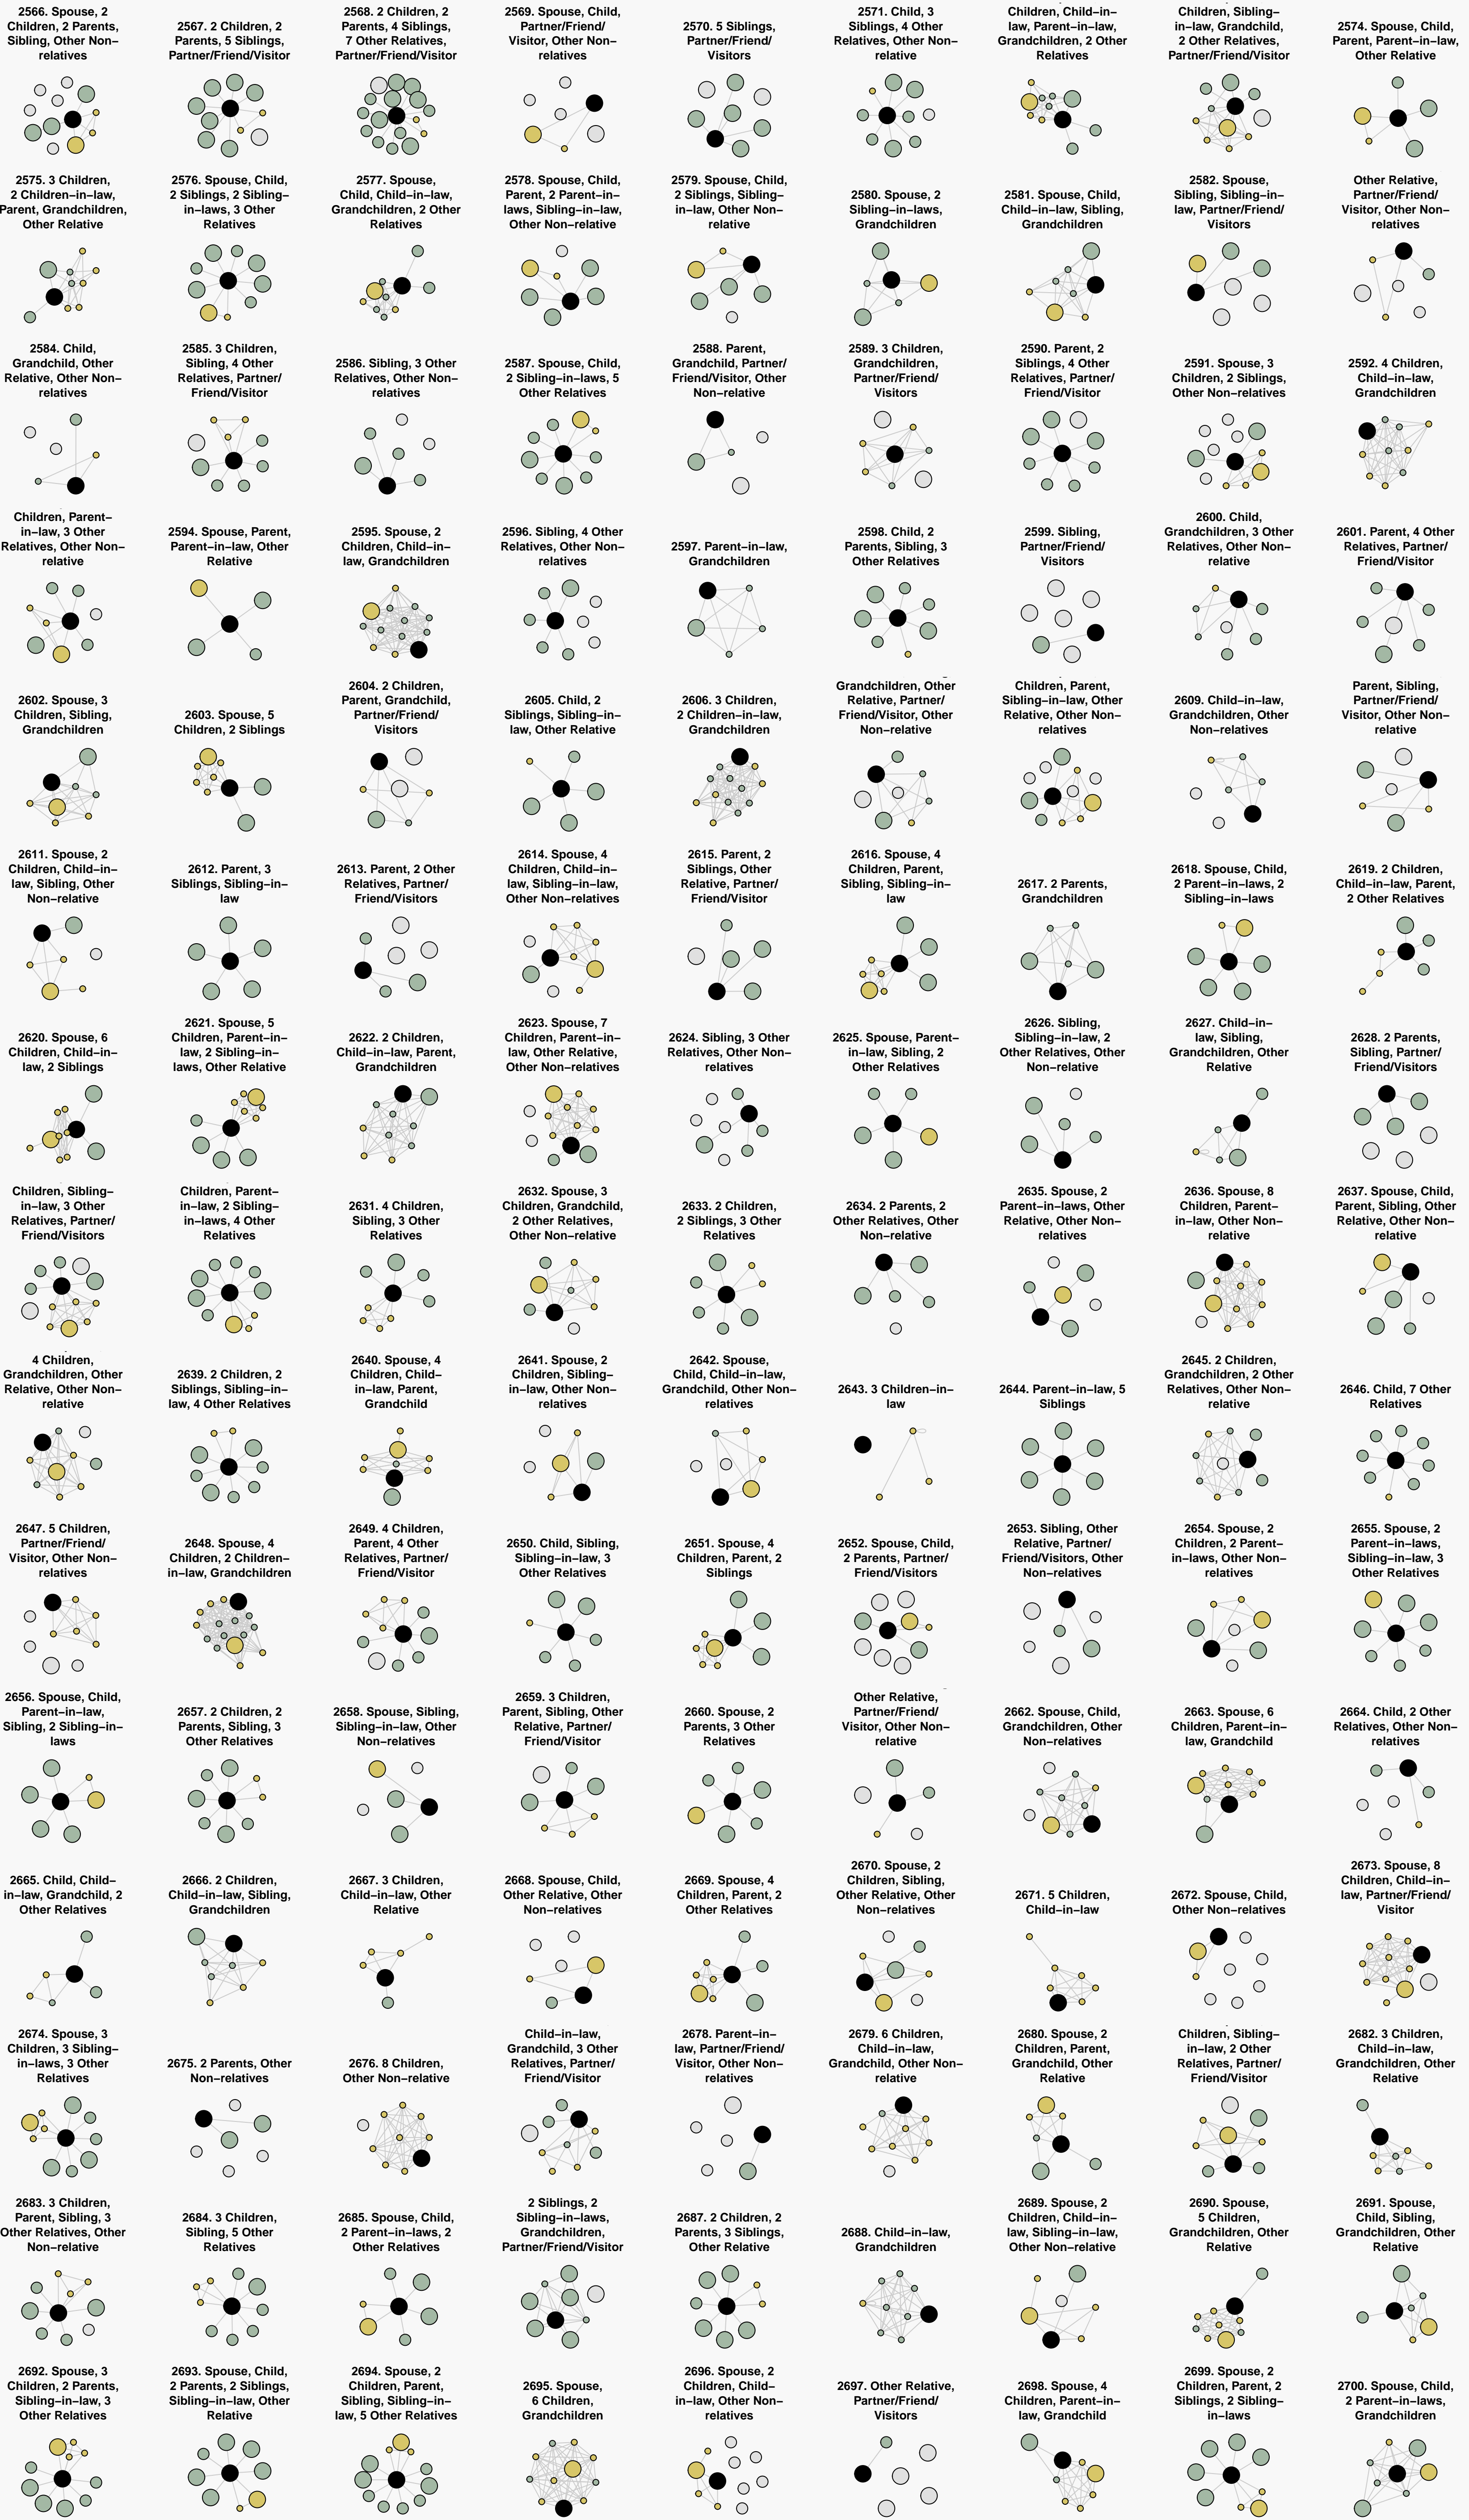 2566. Spouse, 2
Children, 2 Parents,
Sibling, Other Non–
relatives
2567. 2 Children, 2
Parents, 5 Siblings,
Partner/Friend/Visitor
2568. 2 Children, 2
Parents, 4 Siblings,
7 Other Relatives,
Partner/Friend/Visitor
2569. Spouse, Child,
Partner/Friend/
Visitor, Other Non–
relatives
2570. 5 Siblings,
Partner/Friend/
Visitors
2571. Child, 3
Siblings, 4 Other
Relatives, Other Non–
relative
Children, Child–in–
law, Parent–in–law,
Grandchildren, 2 Other
Relatives
Children, Sibling–
in–law, Grandchild,
2 Other Relatives,
Partner/Friend/Visitor
2574. Spouse, Child,
Parent, Parent–in–law,
Other Relative
2575. 3 Children,
2 Children–in–law,
Parent, Grandchildren,
Other Relative
2576. Spouse, Child,
2 Siblings, 2 Sibling–
in–laws, 3 Other
Relatives
2577. Spouse,
Child, Child–in–law,
Grandchildren, 2 Other
Relatives
2578. Spouse, Child,
Parent, 2 Parent–in–
laws, Sibling–in–law,
Other Non–relative
2579. Spouse, Child,
2 Siblings, Sibling–
in–law, Other Non–
relative
2580. Spouse, 2
Sibling–in–laws,
Grandchildren
2581. Spouse, Child,
Child–in–law, Sibling,
Grandchildren
2582. Spouse,
Sibling, Sibling–in–
law, Partner/Friend/
Visitors
Other Relative,
Partner/Friend/
Visitor, Other Non–
relatives
2584. Child,
Grandchild, Other
Relative, Other Non–
relatives
2585. 3 Children,
Sibling, 4 Other
Relatives, Partner/
Friend/Visitor
2586. Sibling, 3 Other
Relatives, Other Non–
relatives
2587. Spouse, Child,
2 Sibling–in–laws, 5
Other Relatives
2588. Parent,
Grandchild, Partner/
Friend/Visitor, Other
Non–relative
2589. 3 Children,
Grandchildren,
Partner/Friend/
Visitors
2590. Parent, 2
Siblings, 4 Other
Relatives, Partner/
Friend/Visitor
2591. Spouse, 3
Children, 2 Siblings,
Other Non–relatives
2592. 4 Children,
Child–in–law,
Grandchildren
Children, Parent–
in–law, 3 Other
Relatives, Other Non–
relative
2594. Spouse, Parent,
Parent–in–law, Other
Relative
2595. Spouse, 2
Children, Child–in–
law, Grandchildren
2596. Sibling, 4 Other
Relatives, Other Non–
relatives
2597. Parent–in–law,
Grandchildren
2598. Child, 2
Parents, Sibling, 3
Other Relatives
2599. Sibling,
Partner/Friend/
Visitors
2600. Child,
Grandchildren, 3 Other
Relatives, Other Non–
relative
2601. Parent, 4 Other
Relatives, Partner/
Friend/Visitor
2602. Spouse, 3
Children, Sibling,
Grandchildren
2603. Spouse, 5
Children, 2 Siblings
2604. 2 Children,
Parent, Grandchild,
Partner/Friend/
Visitors
2605. Child, 2
Siblings, Sibling–in–
law, Other Relative
2606. 3 Children,
2 Children–in–law,
Grandchildren
Grandchildren, Other
Relative, Partner/
Friend/Visitor, Other
Non–relative
Children, Parent,
Sibling–in–law, Other
Relative, Other Non–
relatives
2609. Child–in–law,
Grandchildren, Other
Non–relatives
Parent, Sibling,
Partner/Friend/
Visitor, Other Non–
relative
2611. Spouse, 2
Children, Child–in–
law, Sibling, Other
Non–relative
2612. Parent, 3
Siblings, Sibling–in–
law
2613. Parent, 2 Other
Relatives, Partner/
Friend/Visitors
2614. Spouse, 4
Children, Child–in–
law, Sibling–in–law,
Other Non–relatives
2615. Parent, 2
Siblings, Other
Relative, Partner/
Friend/Visitor
2616. Spouse, 4
Children, Parent,
Sibling, Sibling–in–
law
2617. 2 Parents,
Grandchildren
2618. Spouse, Child,
2 Parent–in–laws, 2
Sibling–in–laws
2619. 2 Children,
Child–in–law, Parent,
2 Other Relatives
2620. Spouse, 6
Children, Child–in–
law, 2 Siblings
2621. Spouse, 5
Children, Parent–in–
law, 2 Sibling–in–
laws, Other Relative
2622. 2 Children,
Child–in–law, Parent,
Grandchildren
2623. Spouse, 7
Children, Parent–in–
law, Other Relative,
Other Non–relatives
2624. Sibling, 3 Other
Relatives, Other Non–
relatives
2625. Spouse, Parent–
in–law, Sibling, 2
Other Relatives
2626. Sibling,
Sibling–in–law, 2
Other Relatives, Other
Non–relative
2627. Child–in–
law, Sibling,
Grandchildren, Other
Relative
2628. 2 Parents,
Sibling, Partner/
Friend/Visitors
Children, Sibling–
in–law, 3 Other
Relatives, Partner/
Friend/Visitors
Children, Parent–
in–law, 2 Sibling–
in–laws, 4 Other
Relatives
2631. 4 Children,
Sibling, 3 Other
Relatives
2632. Spouse, 3
Children, Grandchild,
2 Other Relatives,
Other Non–relative
2633. 2 Children,
2 Siblings, 3 Other
Relatives
2634. 2 Parents, 2
Other Relatives, Other
Non–relative
2635. Spouse, 2
Parent–in–laws, Other
Relative, Other Non–
relatives
2636. Spouse, 8
Children, Parent–
in–law, Other Non–
relative
2637. Spouse, Child,
Parent, Sibling, Other
Relative, Other Non–
relative
4 Children,
Grandchildren, Other
Relative, Other Non–
relative
2639. 2 Children, 2
Siblings, Sibling–in–
law, 4 Other Relatives
2640. Spouse, 4
Children, Child–
in–law, Parent,
Grandchild
2641. Spouse, 2
Children, Sibling–
in–law, Other Non–
relatives
2642. Spouse,
Child, Child–in–law,
Grandchild, Other Non–
relatives
2643. 3 Children–in–
law
2644. Parent–in–law, 5
Siblings
2645. 2 Children,
Grandchildren, 2 Other
Relatives, Other Non–
relative
2646. Child, 7 Other
Relatives
2647. 5 Children,
Partner/Friend/
Visitor, Other Non–
relatives
2648. Spouse, 4
Children, 2 Children–
in–law, Grandchildren
2649. 4 Children,
Parent, 4 Other
Relatives, Partner/
Friend/Visitor
2650. Child, Sibling,
Sibling–in–law, 3
Other Relatives
2651. Spouse, 4
Children, Parent, 2
Siblings
2652. Spouse, Child,
2 Parents, Partner/
Friend/Visitors
2653. Sibling, Other
Relative, Partner/
Friend/Visitors, Other
Non–relatives
2654. Spouse, 2
Children, 2 Parent–
in–laws, Other Non–
relatives
2655. Spouse, 2
Parent–in–laws,
Sibling–in–law, 3
Other Relatives
2656. Spouse, Child,
Parent–in–law,
Sibling, 2 Sibling–in–
laws
2657. 2 Children, 2
Parents, Sibling, 3
Other Relatives
2658. Spouse, Sibling,
Sibling–in–law, Other
Non–relatives
2659. 3 Children,
Parent, Sibling, Other
Relative, Partner/
Friend/Visitor
2660. Spouse, 2
Parents, 3 Other
Relatives
Other Relative,
Partner/Friend/
Visitor, Other Non–
relative
2662. Spouse, Child,
Grandchildren, Other
Non–relatives
2663. Spouse, 6
Children, Parent–in–
law, Grandchild
2664. Child, 2 Other
Relatives, Other Non–
relatives
2665. Child, Child–
in–law, Grandchild, 2
Other Relatives
2666. 2 Children,
Child–in–law, Sibling,
Grandchildren
2667. 3 Children,
Child–in–law, Other
Relative
2668. Spouse, Child,
Other Relative, Other
Non–relatives
2669. Spouse, 4
Children, Parent, 2
Other Relatives
2670. Spouse, 2
Children, Sibling,
Other Relative, Other
Non–relatives
2671. 5 Children,
Child–in–law
2672. Spouse, Child,
Other Non–relatives
2673. Spouse, 8
Children, Child–in–
law, Partner/Friend/
Visitor
2674. Spouse, 3
Children, 3 Sibling–
in–laws, 3 Other
Relatives
2675. 2 Parents, Other
Non–relatives
2676. 8 Children,
Other Non–relative
Child–in–law,
Grandchild, 3 Other
Relatives, Partner/
Friend/Visitor
2678. Parent–in–
law, Partner/Friend/
Visitor, Other Non–
relatives
2679. 6 Children,
Child–in–law,
Grandchild, Other Non–
relative
2680. Spouse, 2
Children, Parent,
Grandchild, Other
Relative
Children, Sibling–
in–law, 2 Other
Relatives, Partner/
Friend/Visitor
2682. 3 Children,
Child–in–law,
Grandchildren, Other
Relative
2683. 3 Children,
Parent, Sibling, 3
Other Relatives, Other
Non–relative
2684. 3 Children,
Sibling, 5 Other
Relatives
2685. Spouse, Child,
2 Parent–in–laws, 2
Other Relatives
2 Siblings, 2
Sibling–in–laws,
Grandchildren,
Partner/Friend/Visitor
2687. 2 Children, 2
Parents, 3 Siblings,
Other Relative
2688. Child–in–law,
Grandchildren
2689. Spouse, 2
Children, Child–in–
law, Sibling–in–law,
Other Non–relative
2690. Spouse,
5 Children,
Grandchildren, Other
Relative
2691. Spouse,
Child, Sibling,
Grandchildren, Other
Relative
2692. Spouse, 3
Children, 2 Parents,
Sibling–in–law, 3
Other Relatives
2693. Spouse, Child,
2 Parents, 2 Siblings,
Sibling–in–law, Other
Relative
2694. Spouse, 2
Children, Parent,
Sibling, Sibling–in–
law, 5 Other Relatives
2695. Spouse,
6 Children,
Grandchildren
2696. Spouse, 2
Children, Child–
in–law, Other Non–
relatives
2697. Other Relative,
Partner/Friend/
Visitors
2698. Spouse, 4
Children, Parent–in–
law, Grandchild
2699. Spouse, 2
Children, Parent, 2
Siblings, 2 Sibling–
in–laws
2700. Spouse, Child,
2 Parent–in–laws,
Grandchildren